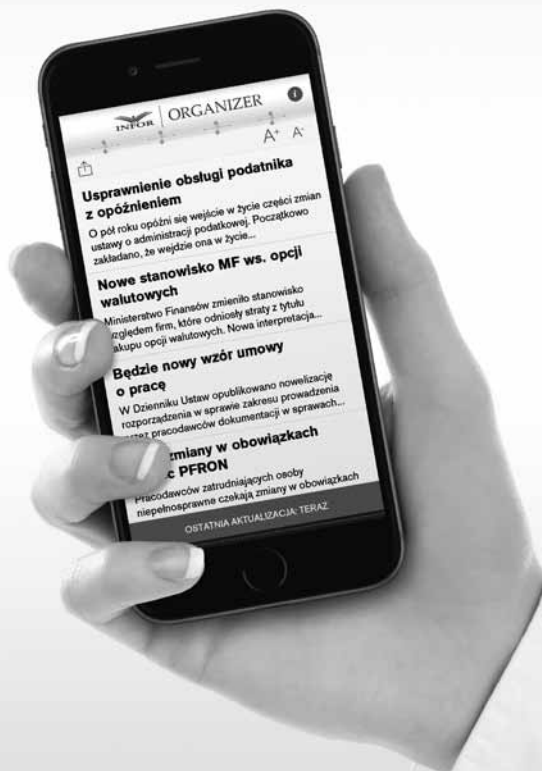 INFOR ORGANIZER
A+ A-
Usprawnienie obsługi podatnika
z opóźnieniem
O pół roku opóźni się wejście w życie części zmian
ustawy o administracji podatkowej. Początkowo
zakładano, że wejdzie ona w życie...
Nowe stanowisko MF ws. opcji
walutowych
Ministerstwo Finansów zmieniło stanowisko
względem firm, które odniosły straty z tytułu
zakupu opcji walutowych. Nowa interpretacja...
Będzie nowy wzór umowy
o pracę
W Dzienniku Ustaw opublikowano nowelizację
rozporządzenia w sprawie zakresu prowadzenia
przez pracodawców dokumentacji w sprawach...
zmiany w obowiązkach
PFRON
Pracodawców zatrudniających osoby
niepełnosprawne czekają zmiany w obowiązkach
OSTATNIA AKTUALIZACJA: TERAZ